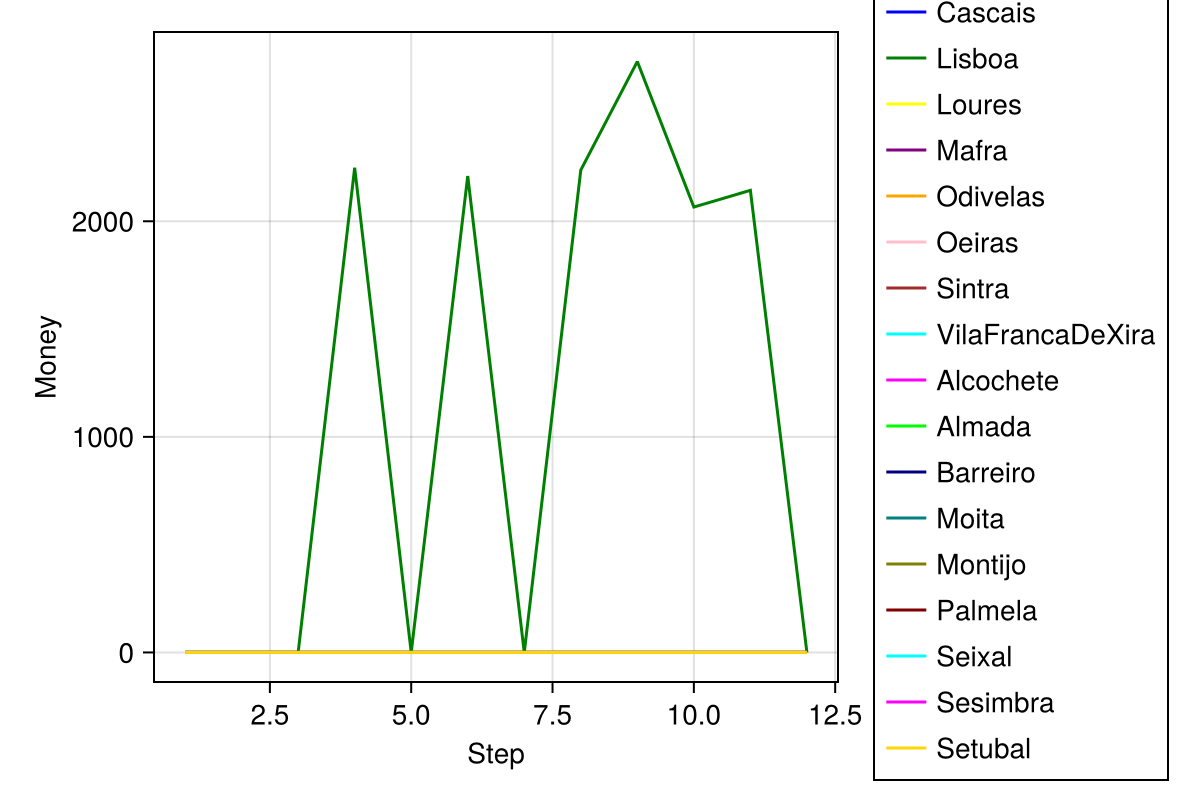 Money
2000
1000
0
2.5 5.0 7.5 10.0 12.5
Step
Cascais
Lisboa
Loures
Mafra
Odivelas
Oeiras
Sintra
VilaFrancaDeXira
Alcochete
Almada
Barreiro
Moita
Montijo
Palmela
Seixal
Sesimbra
Setubal